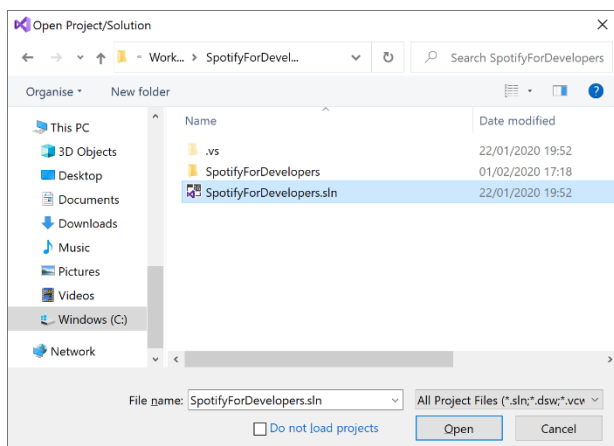 Open Project/Solution
« Work... > SpotifyForDevel...
Search SpotifyForDevelopers
Organise
New folder
This PC
3D Objects
Desktop
Documents
Downloads
Music
Pictures
Videos
Windows (C:)
Network
Name
Date modified
.vs
22/01/2020 19:52
SpotifyForDevelopers
01/02/2020 17:18
SpotifyForDevelopers.sln
22/01/2020 19:52
File name:
SpotifyForDevelopers.sln
All Project Files (*.sln;*.dsw;*.vcw
Do not load projects
Open
Cancel